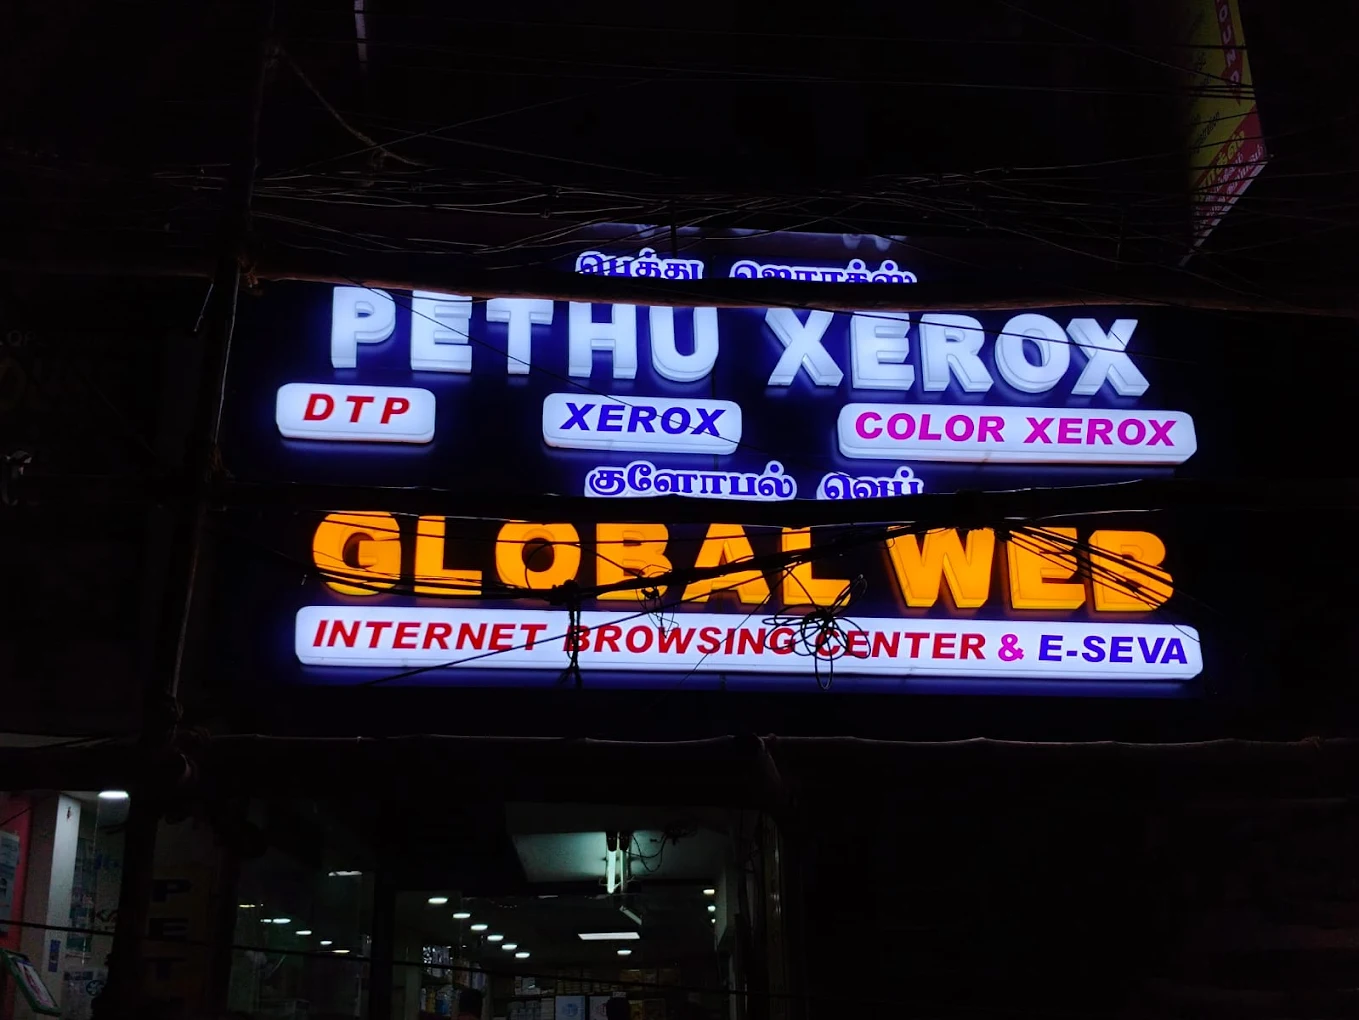 பெத்து ஜெராக்ஸ்
PETHU XEROX
DTP XEROX COLOR XEROX
குளோபல் வெப்
GLOBAL WEB
INTERNET BROWSING CENTER & E-SEVA